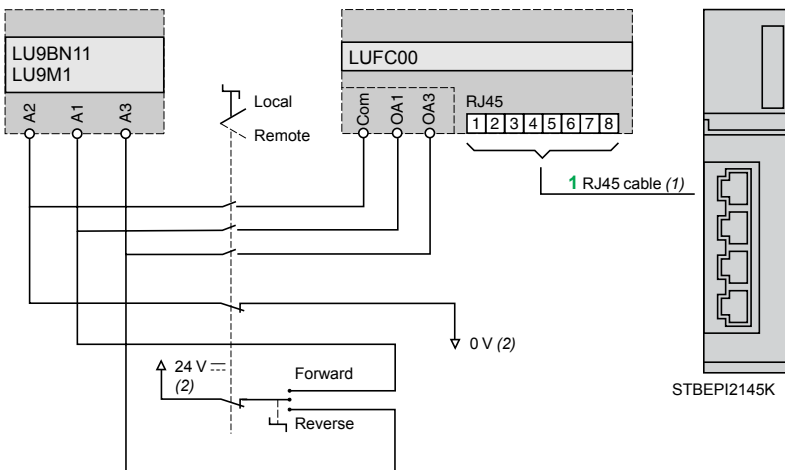 LU9BN11
LU9M1
A2 A1 A3
Local
Remote
LUFC00
Com OA1 OA3
RJ45
1 2 3 4 5 6 7 8
1 RJ45 cable (1)
0 V (2)
24 V
(2)
Forward
Reverse
STBEPI2145K